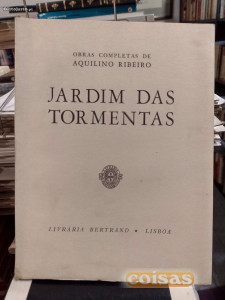 OBRAS COMPLETAS DE
AQUILINO RIBEIRO
JARDIM DAS
TORMENTAS
LIVRARIA BERTRAND • LISBOA
coisas